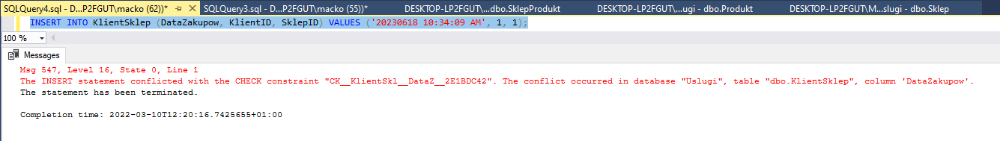 SQLQuery4.sql - D...P2FGUT\macko (62))* SQLQuery3.sql - D...P2FGUT\macko (55))* DESKTOP-LP2FGUT\...dbo.SklepProdukt DESKTOP-LP2FGUT\...ugi - dbo.Produkt DESKTOP-LP2FGUT\M...slugi - dbo.Sklep
INSERT INTO KlientSklep (DataZakupow, KlientID, SklepID) VALUES ('20230618 10:34:09 AM', 1, 1);
100 %
Messages
Msg 547, Level 16, State 0, Line 1
The INSERT statement conflicted with the CHECK constraint "CK__KlientSkl__DataZ__2E1BDC42". The conflict occurred in database "Uslugi", table "dbo.KlientSklep", column 'DataZakupow'.
The statement has been terminated.
Completion time: 2022-03-10T12:20:16.7425655+01:00